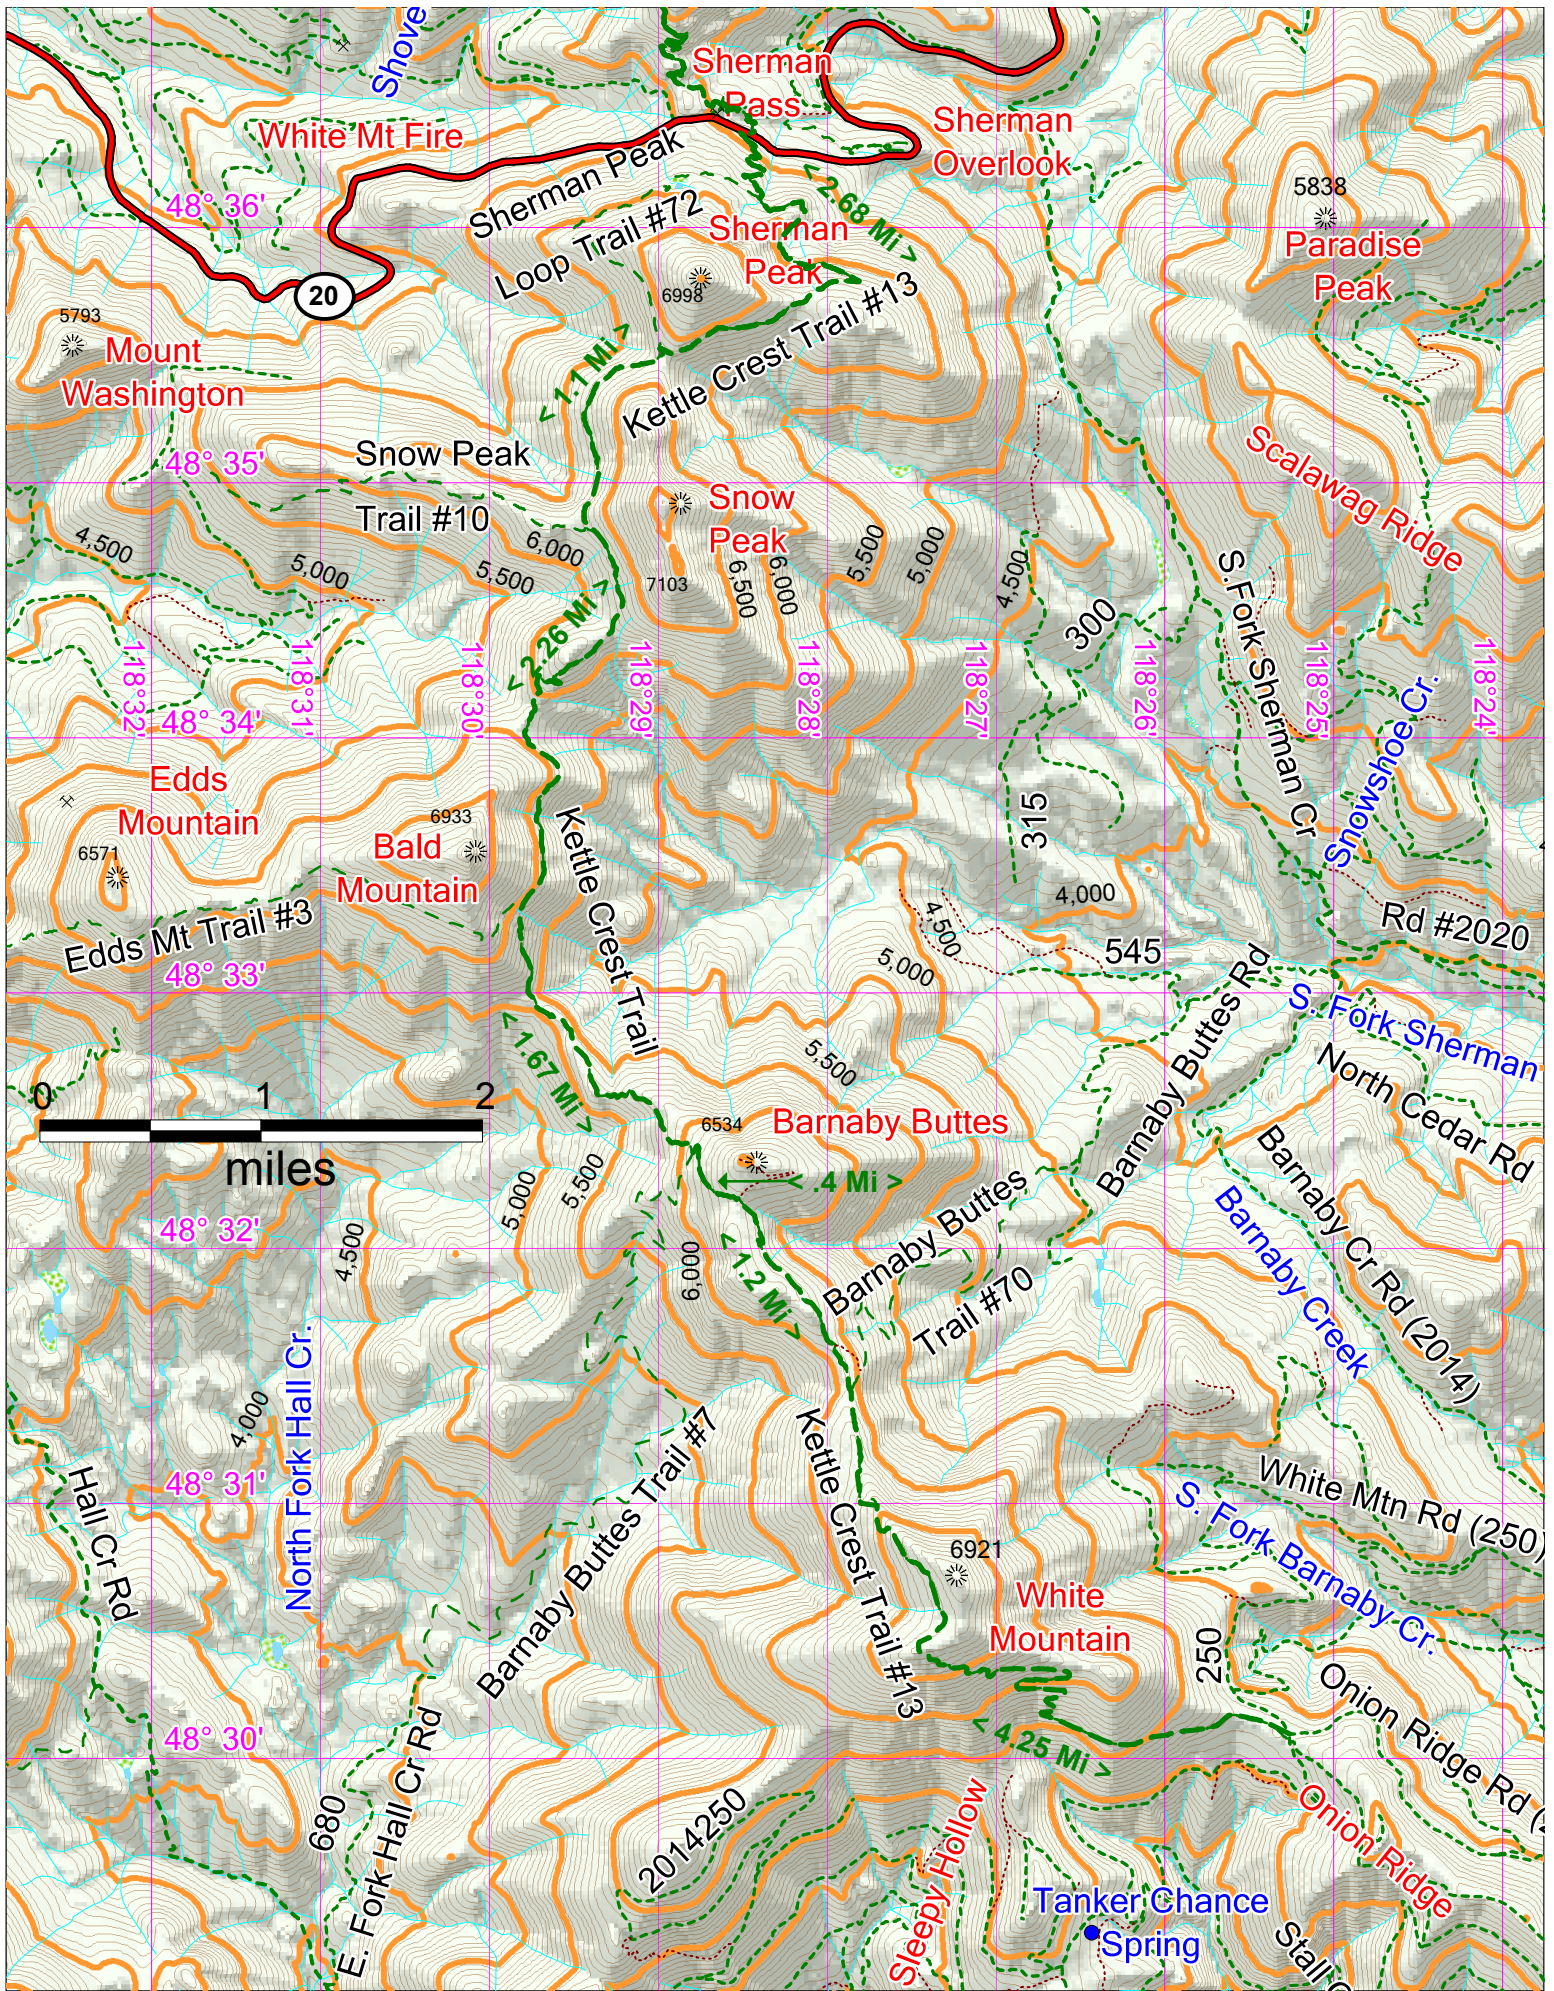 Shove
Sherman
Pass
White Mt Fire
Sherman
Overlook
Sherman Peak
Loop Trail #72
48° 36'
< 2.68 Mi >
5838
Paradise
Peak
Sherman
Peak
6998
20
5793
Mount
Washington
< 1.1 Mi >
Kettle Crest Trail #13
Snow Peak
Trail #10
48° 35'
Snow
Peak
7103
Scalawag Ridge
4,500
5,000
5,500
6,000
6,500
6,000
5,500
5,000
4,500
300
S.Fork Sherman Cr
< 2.26 Mi >
118°32'
118°31'
118°30'
118°29'
118°28'
118°27'
118°26'
118°25'
118°24'
48° 34'
Snowshoe Cr.
Edds
Mountain
6571
6933
Bald
Mountain
Kettle Crest Trail
315
4,000
4,500
5,000
545
Rd #2020
Edds Mt Trail #3
48° 33'
Barnaby Buttes Rd
S. Fork Sherman
North Cedar Rd
< 1.67 Mi >
5,500
0
1
2
miles
6534
Barnaby Buttes
< .4 Mi >
5,000
5,500
4,500
6,000
48° 32'
< 1.2 Mi >
Barnaby Buttes
Trail #70
Barnaby Creek
Barnaby Cr Rd (2014)
4,000
North Fork Hall Cr.
48° 31'
Hall Cr Rd
Barnaby Buttes Trail #7
Kettle Crest Trail #13
White Mtn Rd (250)
S. Fork Barnaby Cr.
6921
White
Mountain
250
Onion Ridge Rd (2
48° 30'
< 4.25 Mi >
680
E. Fork Hall Cr Rd
2014250
Sleepy Hollow
Onion Ridge
Tanker Chance
Spring
Stall C